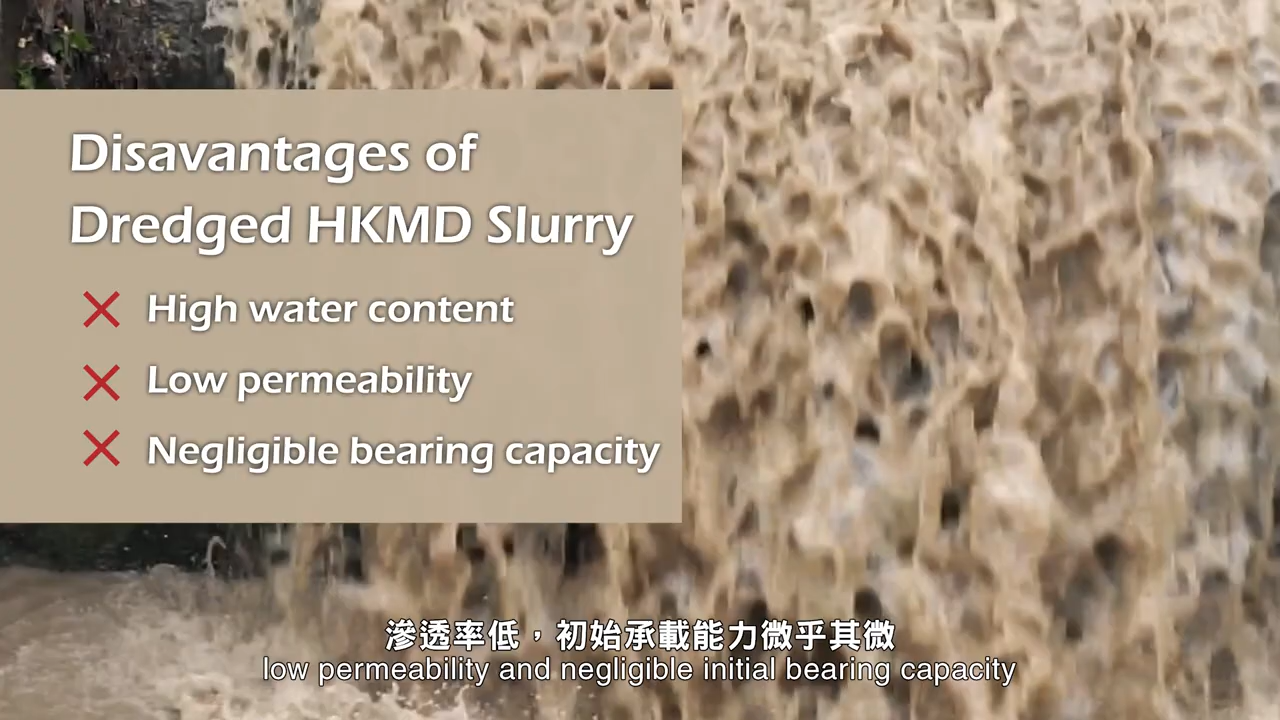 Disavantages of
Dredged HKMD Slurry
High water content
Low permeability
Negligible bearing capacity
滲透率低，初始承載能力微乎其微
low permeability and negligible initial bearing capacity